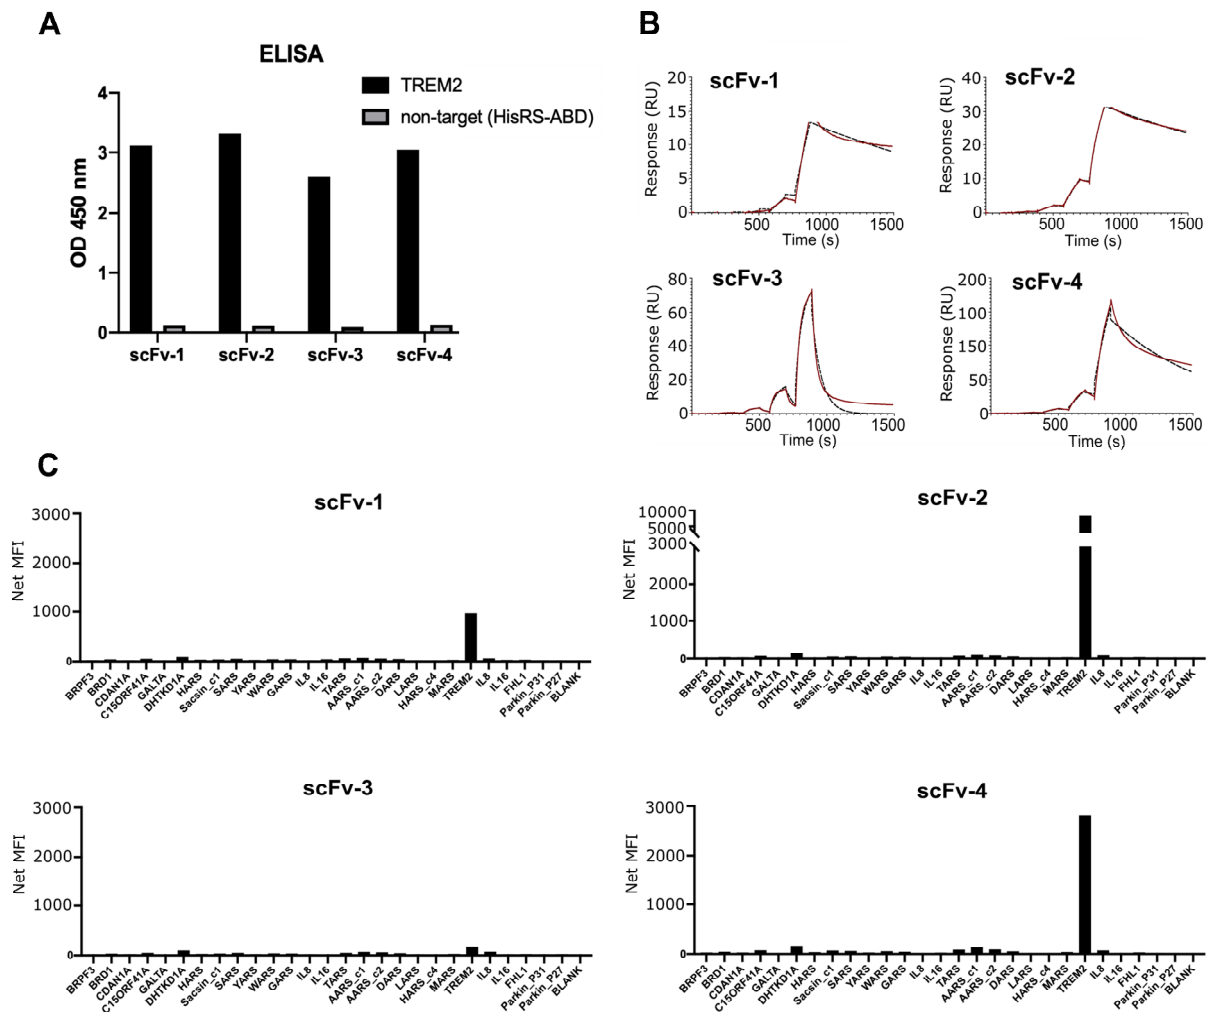 A
ELISA
TREM2
non-target (HisRS-ABD)
OD 450 nm
4
3
2
1
0
scFv-1 scFv-2 scFv-3 scFv-4
B
scFv-1
Response (RU)
20
15
10
5
0
500 1000 1500
Time (s)
scFv-2
Response (RU)
40
30
20
10
0
500 1000 1500
Time (s)
scFv-3
Response (RU)
80
60
40
20
0
500 1000 1500
Time (s)
scFv-4
Response (RU)
200
100
150
50
0
500 1000 1500
Time (s)
C
scFv-1
Net MFI
3000
2000
1000
0
BRPF3 BRD1 CDAN1A C15ORF41A GALTA DHTKD1A HARS Sacsin_c1 SARS YARS WARS GARS IL8 IL16 TARS AARS_c1 AARS_c2 DARS LARS HARS_c4 MARS TREM2 IL8 IL16 FHL1 Parkin_P31 Parkin_P27 BLANK
scFv-2
Net MFI
10000
5000
3000
2000
1000
0
BRPF3 BRD1 CDAN1A C15ORF41A GALTA DHTKD1A HARS Sacsin_c1 SARS YARS WARS GARS IL8 IL16 TARS AARS_c1 AARS_c2 DARS LARS HARS_c4 MARS TREM2 IL8 IL16 FHL1 Parkin_P31 Parkin_P27 BLANK
scFv-3
Net MFI
3000
2000
1000
0
BRPF3 BRD1 CDAN1A C15ORF41A GALTA DHTKD1A HARS Sacsin_c1 SARS YARS WARS GARS IL8 IL16 TARS AARS_c1 AARS_c2 DARS LARS HARS_c4 MARS TREM2 IL8 IL16 FHL1 Parkin_P31 Parkin_P27 BLANK
scFv-4
Net MFI
3000
2000
1000
0
BRPF3 BRD1 CDAN1A C15ORF41A GALTA DHTKD1A HARS Sacsin_c1 SARS YARS WARS GARS IL8 IL16 TARS AARS_c1 AARS_c2 DARS LARS HARS_c4 MARS TREM2 IL8 IL16 FHL1 Parkin_P31 Parkin_P27 BLANK